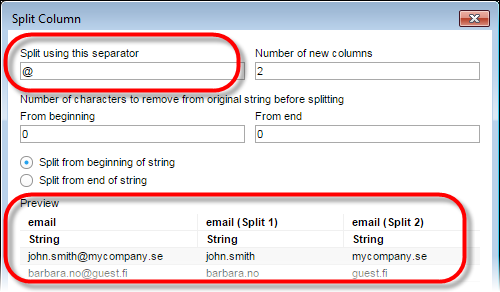 Split Column
Split using this separator Number of new columns
@ 2
Number of characters to remove from original string before splitting
From beginning From end
0 0
Split from beginning of string
Split from end of string
Preview
email email (Split 1) email (Split 2)
String String String
john.smith@mycompany.se john.smith mycompany.se
barbara.no@guest.fi barbara.no guest.fi